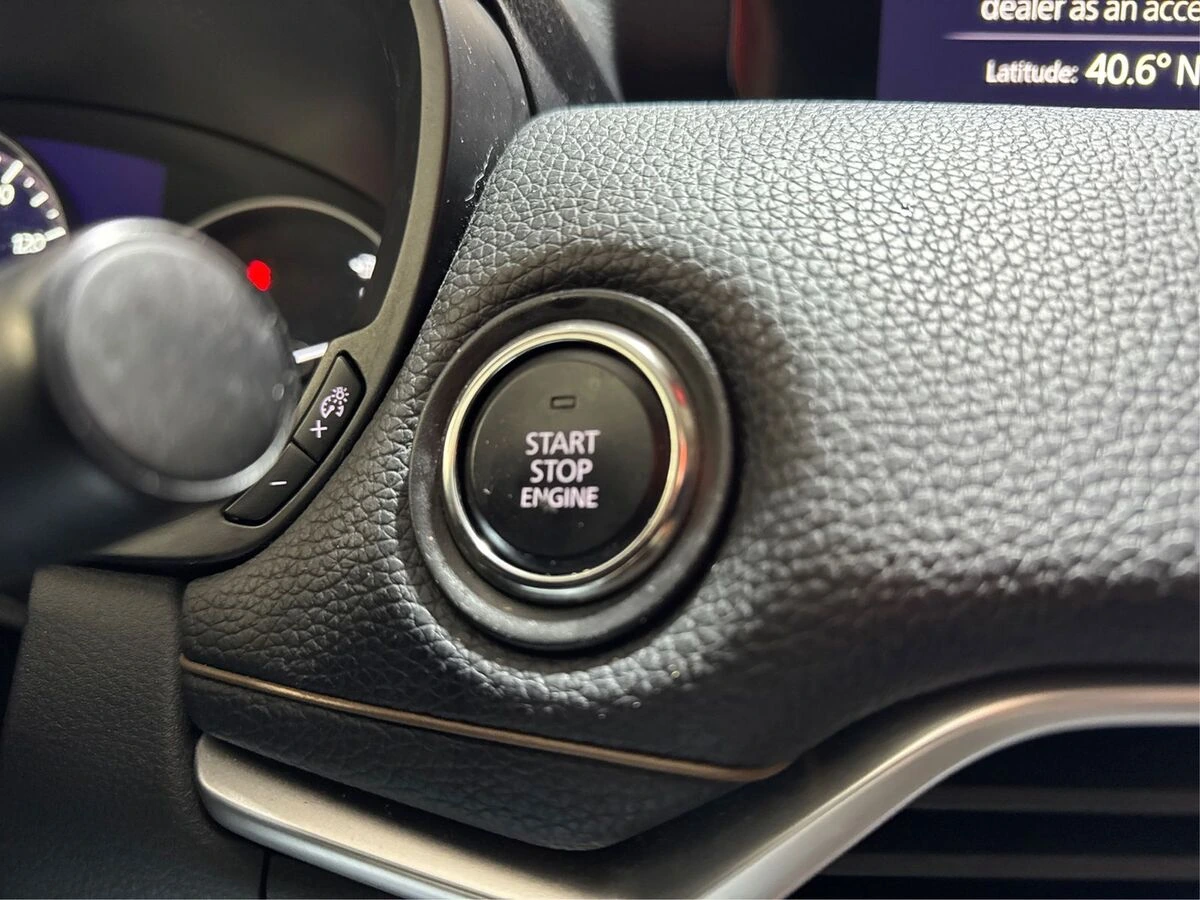 dealer as an acce
Latitude: 40.6° N
120
+
−
START
STOP
ENGINE